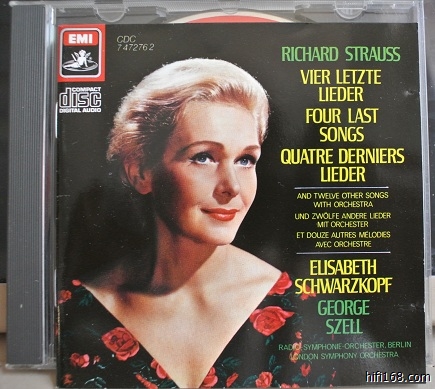 EMI
CDC
7 47276 2
COMPACT
disc
DIGITAL AUDIO
RICHARD STRAUSS
VIER LETZTE
LIEDER
FOUR LAST
SONGS
QUATRE DERNIERS
LIEDER
AND TWELVE OTHER SONGS
WITH ORCHESTRA
UND ZWÖLFE ANDERE LIEDER
MIT ORCHESTER
ET DOUZE AUTRES MÉLODIES
AVEC ORCHESTRE
ELISABETH
SCHWARZKOPF
GEORGE
SZELL
RADIO-SYMPHONIE-ORCHESTER, BERLIN
LONDON SYMPHONY ORCHESTRA
hifi168.com